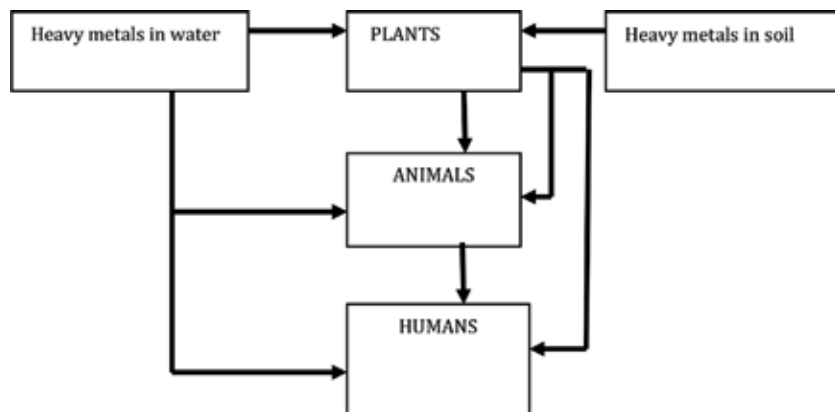 Heavy metals in water
PLANTS
Heavy metals in soil
ANIMALS
HUMANS